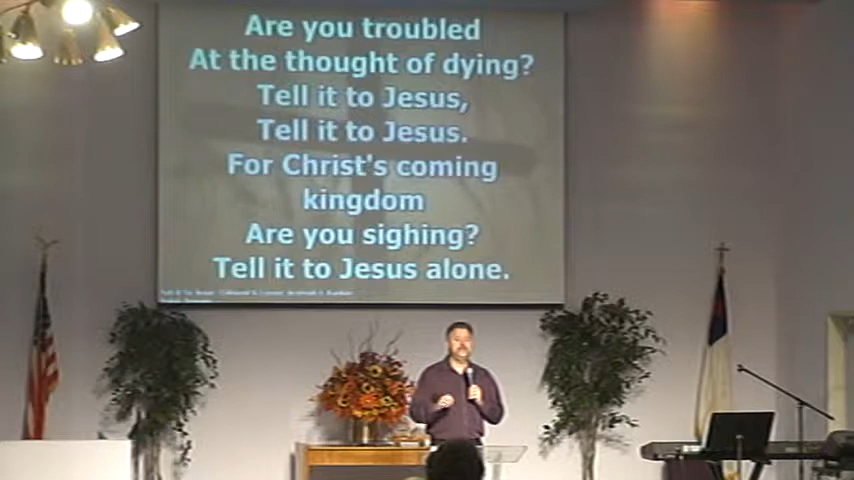 Are you troubled
At the thought of dying?
Tell it to Jesus,
Tell it to Jesus.
For Christ's coming
kingdom
Are you sighing?
Tell it to Jesus alone.